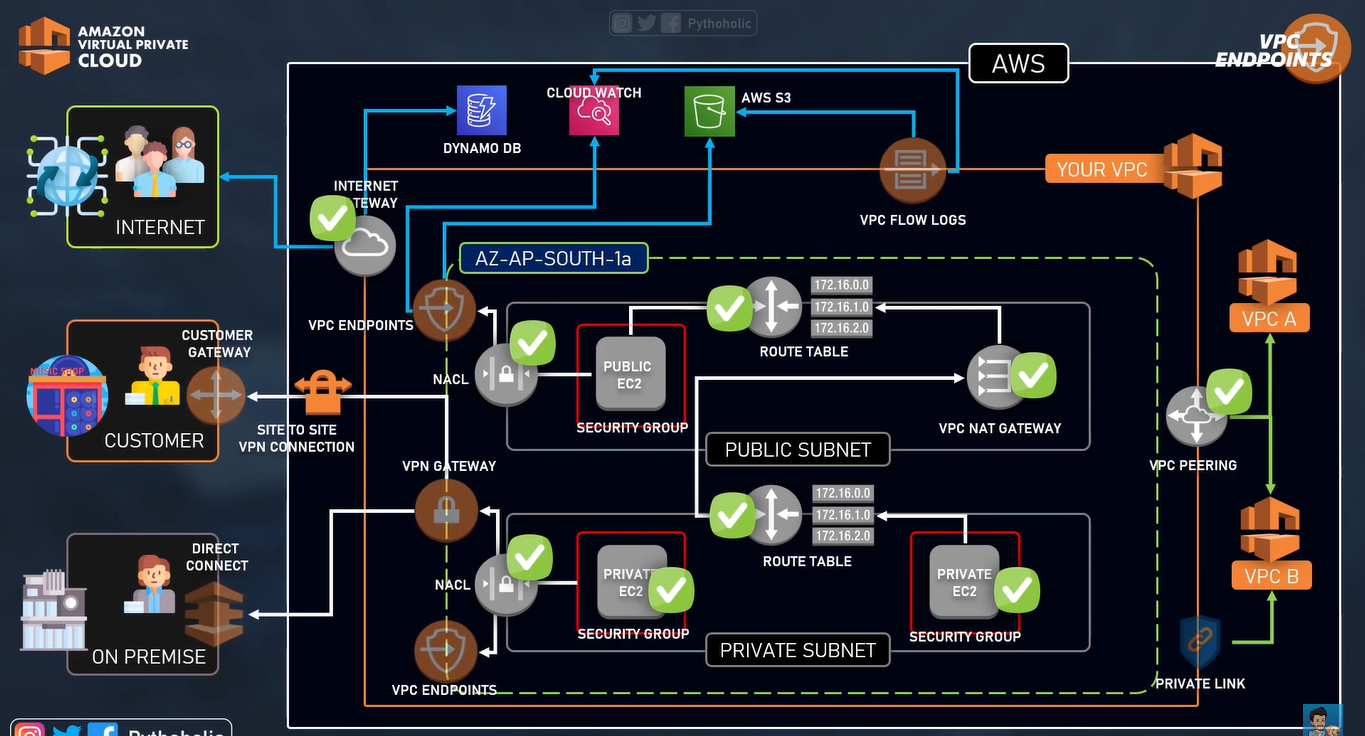 Pythoholic
AMAZON
VIRTUAL PRIVATE
CLOUD
VPC
ENDPOINTS
AWS
CLOUD WATCH
AWS S3
DYNAMO DB
YOUR VPC
INTERNET
TEWAY
VPC FLOW LOGS
INTERNET
AZ-AP-SOUTH-1a
172.16.0.0
172.16.1.0
172.16.2.0
ROUTE TABLE
VPC A
VPC ENDPOINTS
CUSTOMER
GATEWAY
MUSIC SHOP
NACL
PUBLIC
EC2
SECURITY GROUP
VPC NAT GATEWAY
SITE TO SITE
VPN CONNECTION
CUSTOMER
PUBLIC SUBNET
VPC PEERING
VPN GATEWAY
172.16.0.0
172.16.1.0
172.16.2.0
ROUTE TABLE
DIRECT
CONNECT
NACL
PRIVATE
EC2
SECURITY GROUP
PRIVATE
EC2
SECURITY GROUP
VPC B
ON PREMISE
PRIVATE SUBNET
VPC ENDPOINTS
PRIVATE LINK
Pythoholic